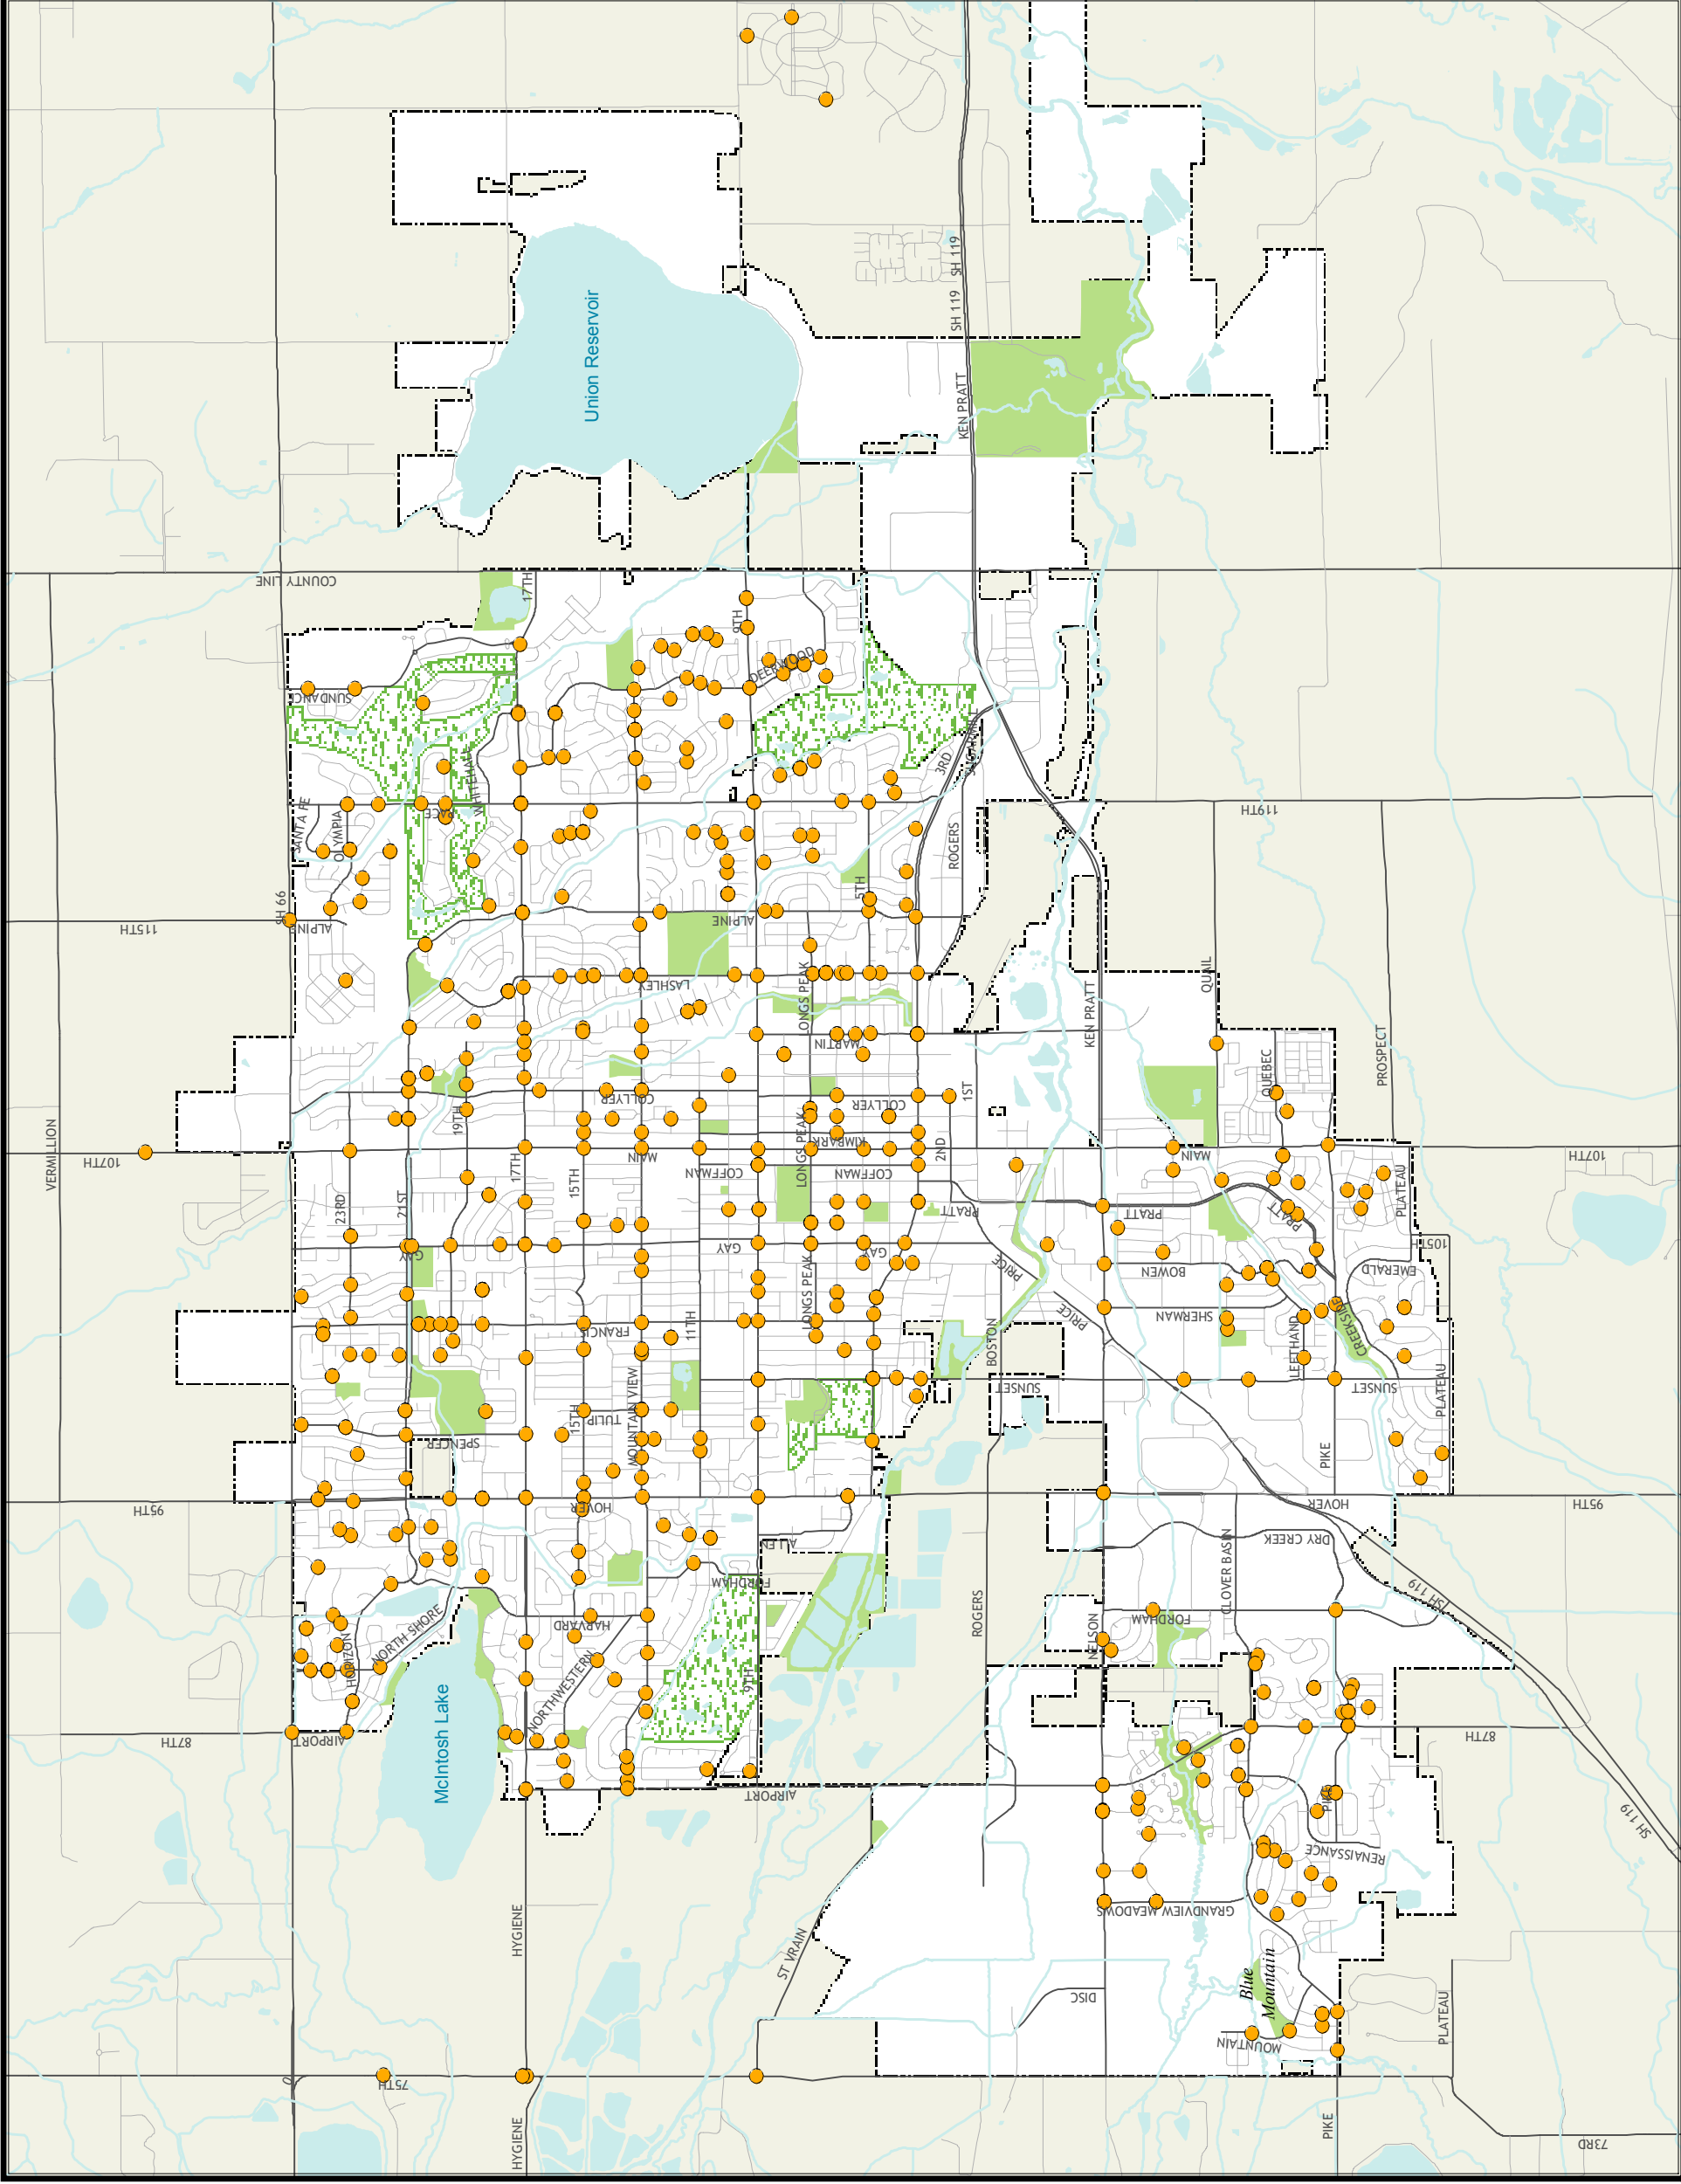 SH 119
SH 119
Union Reservoir
KEN PRATT
COUNTY LINE
17TH
9TH
DEERWOOD
SUNDANCE
SUGARMILL
3RD
WHITEHALL
RACE
SANTA FE
OLYMPIA
119TH
ROGERS
5TH
SH 66
ALPINE
ALPINE
115TH
LASHLEY
LONGS PEAK
QUAIL
KEN PRATT
MARTIN
PROSPECT
QUEBEC
COLLYER
COLLYER
1ST
19TH
VERMILLION
107TH
17TH
15TH
MAIN
KIMBARK
LONGS PEAK
2ND
MAIN
107TH
COFFMAN
COFFMAN
23RD
21ST
PRATT
PRATT
PRATT
PLATEAU
GAY
GAY
GAY
105TH
PRICE
BOWEN
EMERALD
LONGS PEAK
PRICE
SHERMAN
FRANCIS
11TH
BOSTON
LEFTHAND
CREEKSIDE
MOUNTAIN VIEW
SUNSET
SUNSET
PLATEAU
15TH
TULIP
SPENCER
PIKE
95TH
HOVER
HOVER
95TH
ALLEN
DRY CREEK
CLOVER BASIN
FORDHAM
SH 119
HARVARD
FORDHAM
ROGERS
NELSON
HORIZON
NORTH SHORE
NORTHWESTERN
9TH
McIntosh Lake
87TH
AIRPORT
87TH
AIRPORT
PIKE
SH 119
RENAISSANCE
GRANDVIEW MEADOWS
HYGIENE
ST VRAIN
Blue
Mountain
DISC
MOUNTAIN
PLATEAU
75TH
HYGIENE
PIKE
73RD